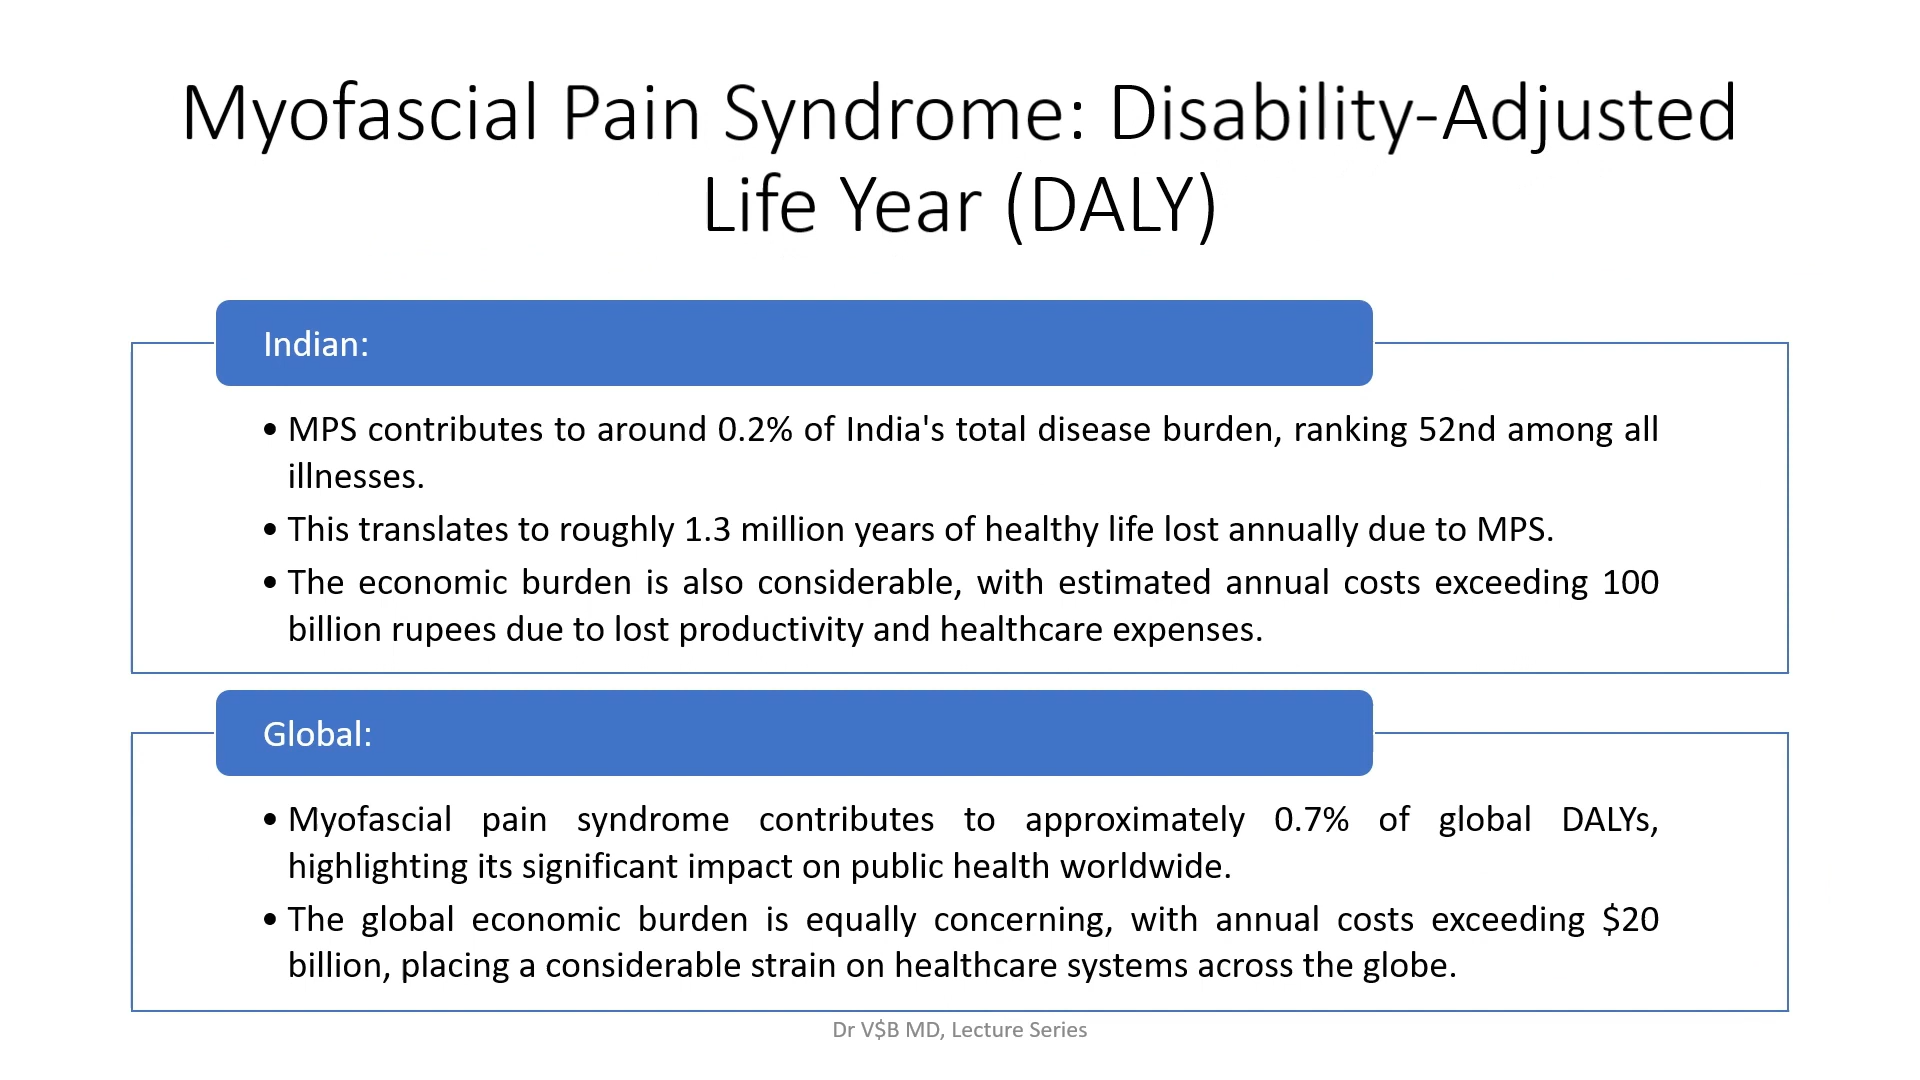 Myofascial Pain Syndrome: Disability-Adjusted
Life Year (DALY)
Indian:
• MPS contributes to around 0.2% of India's total disease burden, ranking 52nd among all
illnesses.
• This translates to roughly 1.3 million years of healthy life lost annually due to MPS.
• The economic burden is also considerable, with estimated annual costs exceeding 100
billion rupees due to lost productivity and healthcare expenses.
Global:
• Myofascial pain syndrome contributes to approximately 0.7% of global DALYs,
highlighting its significant impact on public health worldwide.
• The global economic burden is equally concerning, with annual costs exceeding $20
billion, placing a considerable strain on healthcare systems across the globe.
Dr V$B MD, Lecture Series